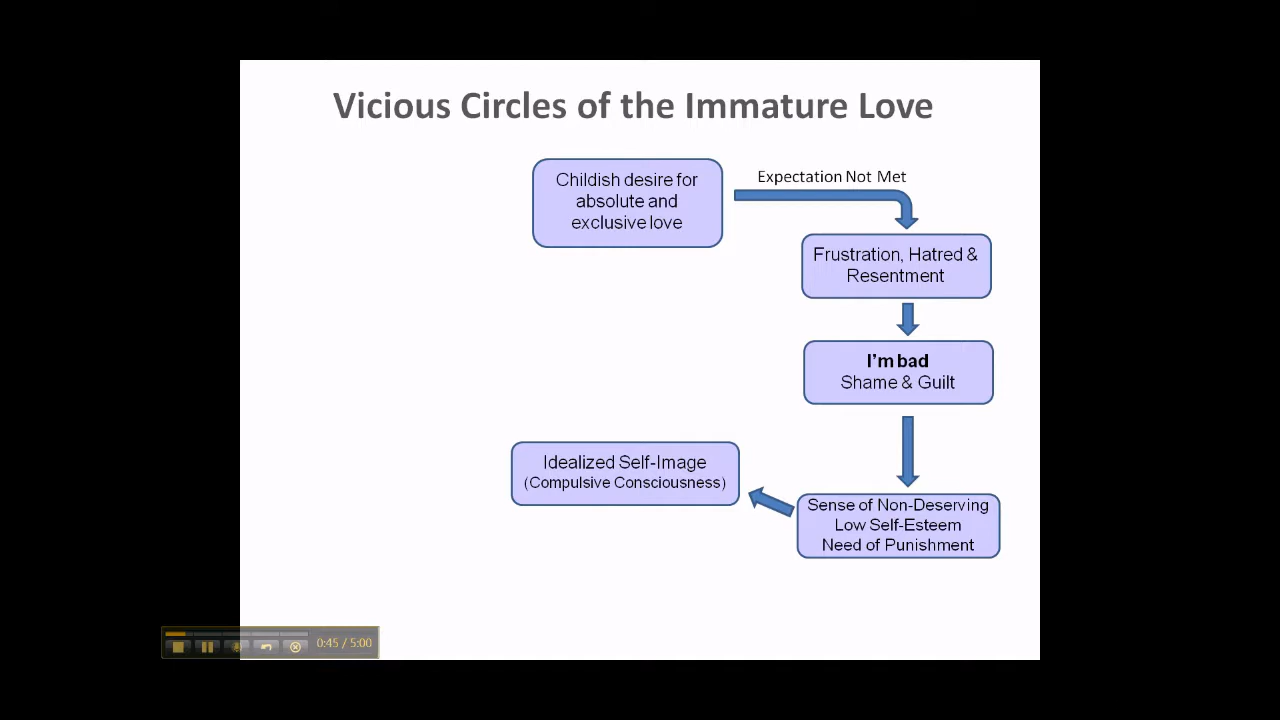 Vicious Circles of the Immature Love
Childish desire for
absolute and
exclusive love
Expectation Not Met
Frustration, Hatred &
Resentment
I'm bad
Shame & Guilt
Idealized Self-Image
(Compulsive Consciousness)
Sense of Non-Deserving
Low Self-Esteem
Need of Punishment
0:45 / 5:00